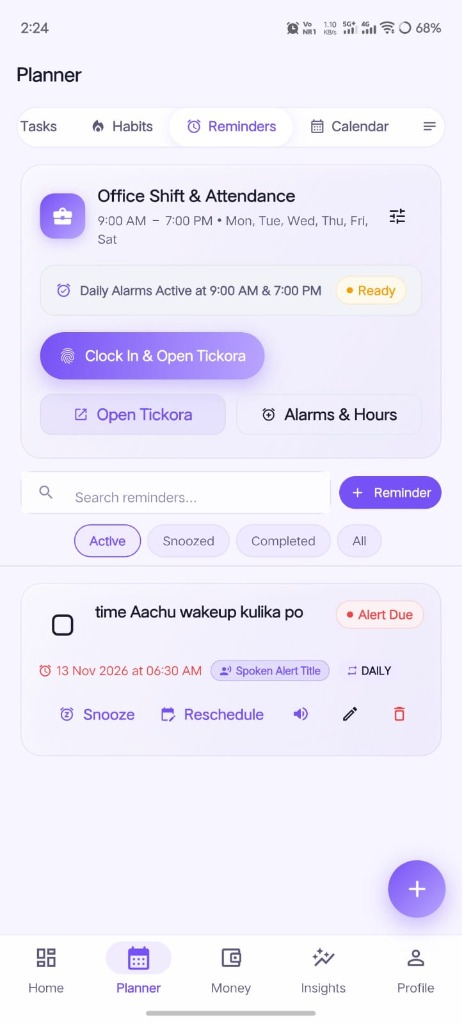 2:24
Vo NR1 1.10 KB/s 5G+ 4G 68%
Planner
Tasks Habits Reminders Calendar
Office Shift & Attendance
9:00 AM – 7:00 PM • Mon, Tue, Wed, Thu, Fri,
Sat
Daily Alarms Active at 9:00 AM & 7:00 PM • Ready
Clock In & Open Tickora
Open Tickora Alarms & Hours
Search reminders... + Reminder
Active Snoozed Completed All
time Aachu wakeup kulika po • Alert Due
13 Nov 2026 at 06:30 AM Spoken Alert Title DAILY
Snooze Reschedule
Home Planner Money Insights Profile